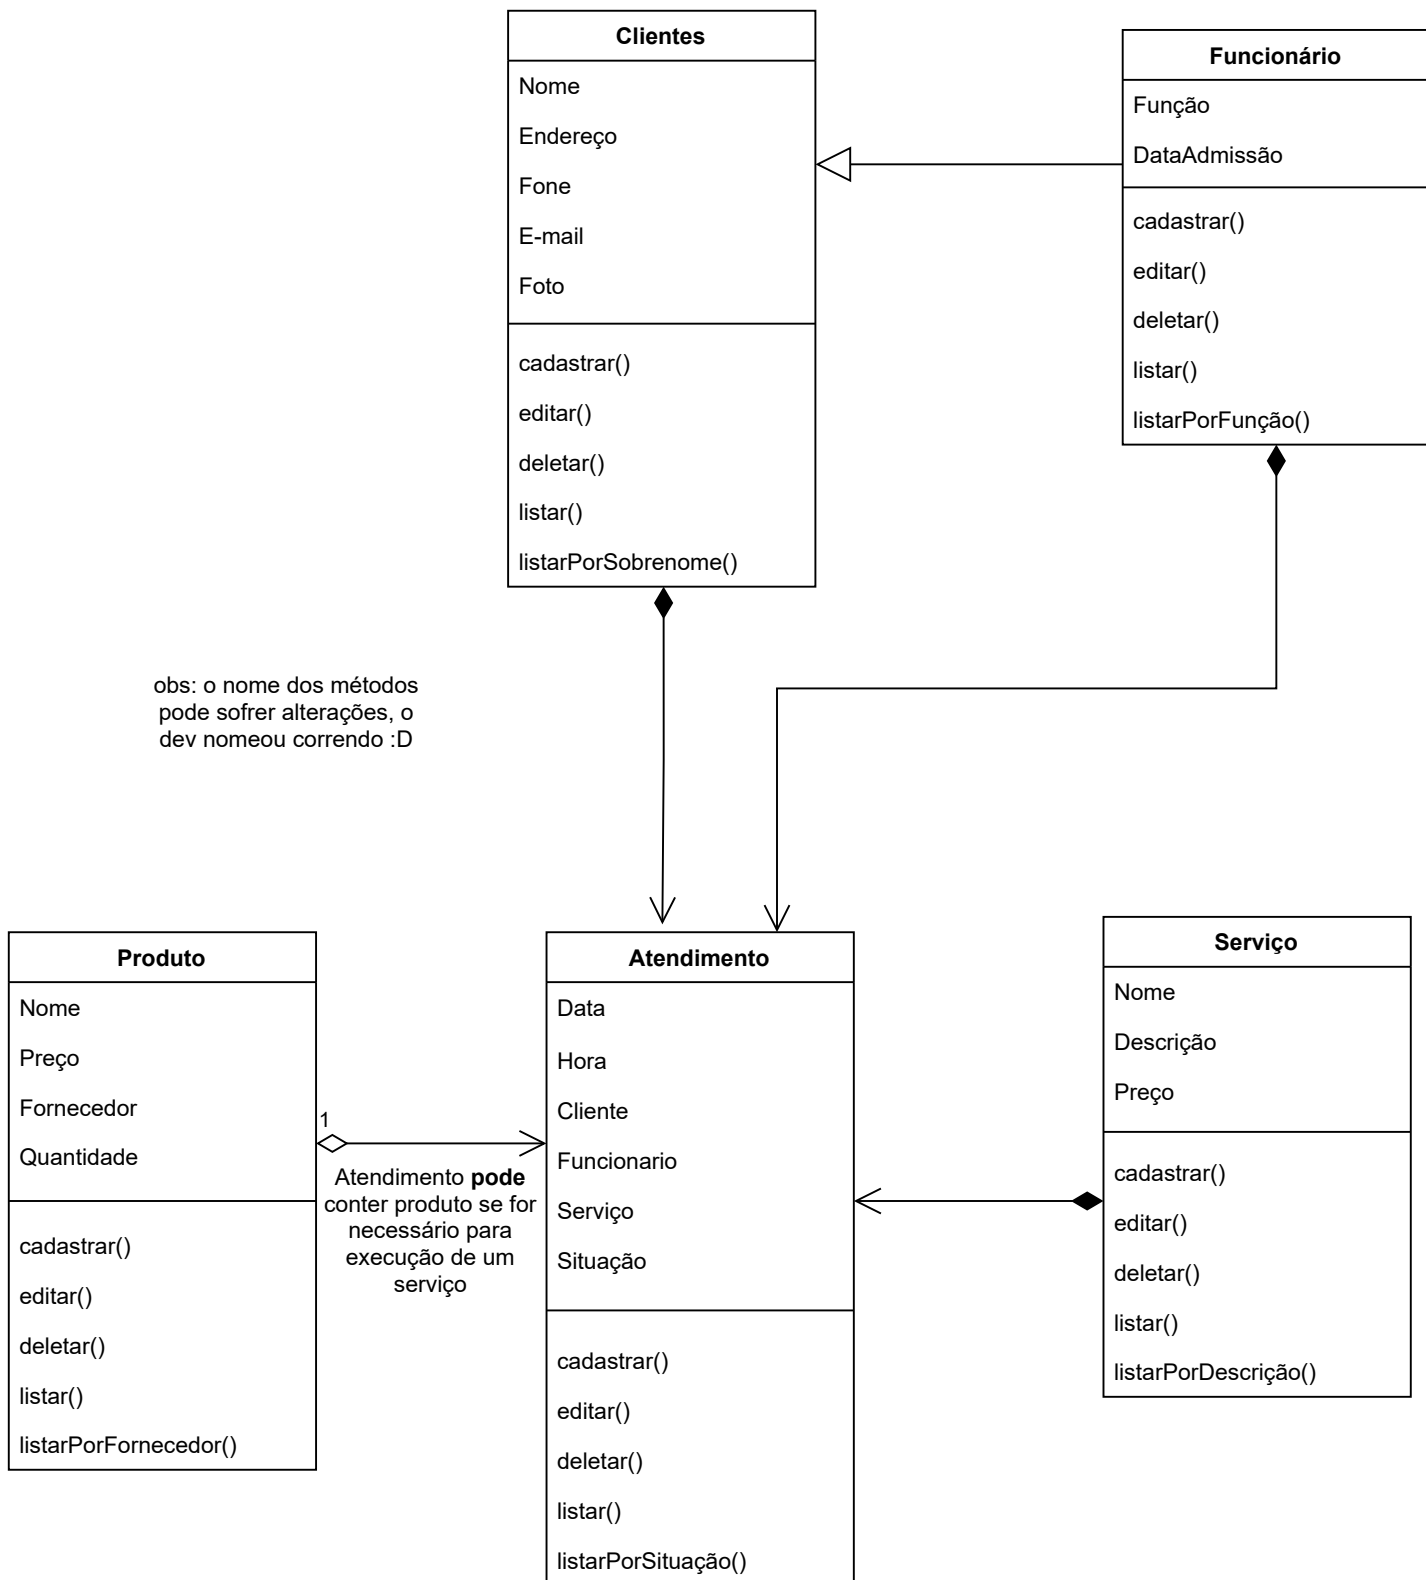 Clientes
Nome
Endereço
Fone
E-mail
Foto
cadastrar()
editar()
deletar()
listar()
listarPorSobrenome()
Funcionário
Função
DataAdmissão
cadastrar()
editar()
deletar()
listar()
listarPorFunção()
obs: o nome dos métodos
pode sofrer alterações, o
dev nomeou correndo :D
Produto
Nome
Preço
Fornecedor
Quantidade
cadastrar()
editar()
deletar()
listar()
listarPorFornecedor()
1
Atendimento pode
conter produto se for
necessário para
execução de um
serviço
Atendimento
Data
Hora
Cliente
Funcionario
Serviço
Situação
cadastrar()
editar()
deletar()
listar()
listarPorSituação()
Serviço
Nome
Descrição
Preço
cadastrar()
editar()
deletar()
listar()
listarPorDescrição()